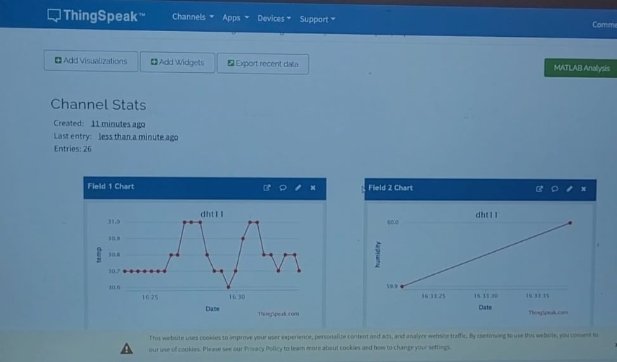 ThingSpeak™
Channels Apps Devices Support
Add Visualizations Add Widgets Export recent data
MATLAB Analysis
Channel Stats
Created: 11 minutes ago
Last entry: less than a minute ago
Entries: 26
Field 1 Chart
dht11
31.0
30.9
30.8
30.7
30.6
temp
16:25 16:30
Date
ThingSpeak.com
Field 2 Chart
dht11
60.0
59.9
humidity
16:33:25 16:33:30 16:33:35
Date
ThingSpeak.com
This website uses cookies to improve your user experience, personalize content and ads, and analyze website traffic. By continuing to use this website, you consent to
our use of cookies. Please see our Privacy Policy to learn more about cookies and how to change your settings.